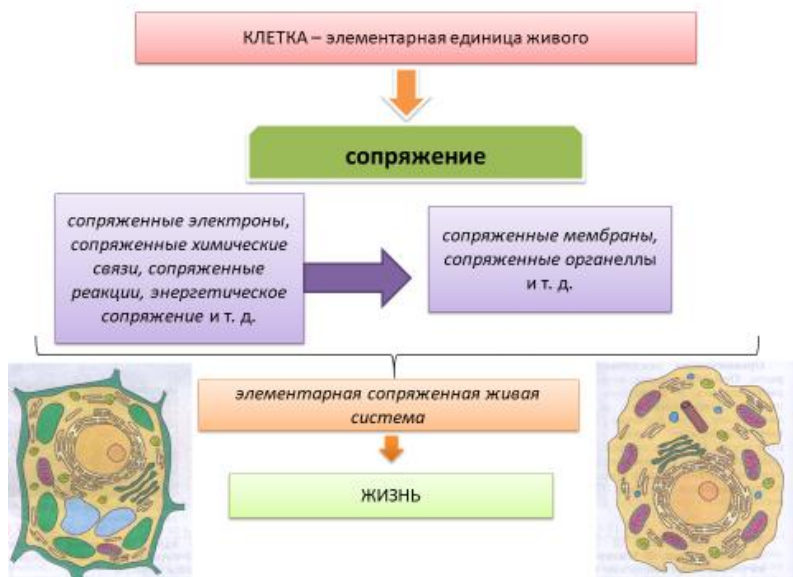 КЛЕТКА – элементарная единица живого
сопряжение
сопряженные электроны,
сопряженные химические
связи, сопряженные
реакции, энергетическое
сопряжение и т. д.
сопряженные мембраны,
сопряженные органеллы
и т. д.
элементарная сопряженная живая
система
ЖИЗНЬ